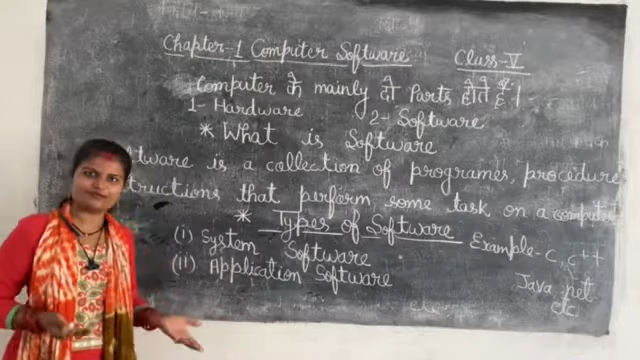 Chapter-1 Computer Software Class-V
Computer के mainly दो Parts होते हैं।
1- Hardware 2- Software
* What is Software
tware is a collection of programes, procedure
tructions that perform some task on a computer
* Types of Software
(i) System Software Example- C, C++
(ii) Application Software Java, .net
etc